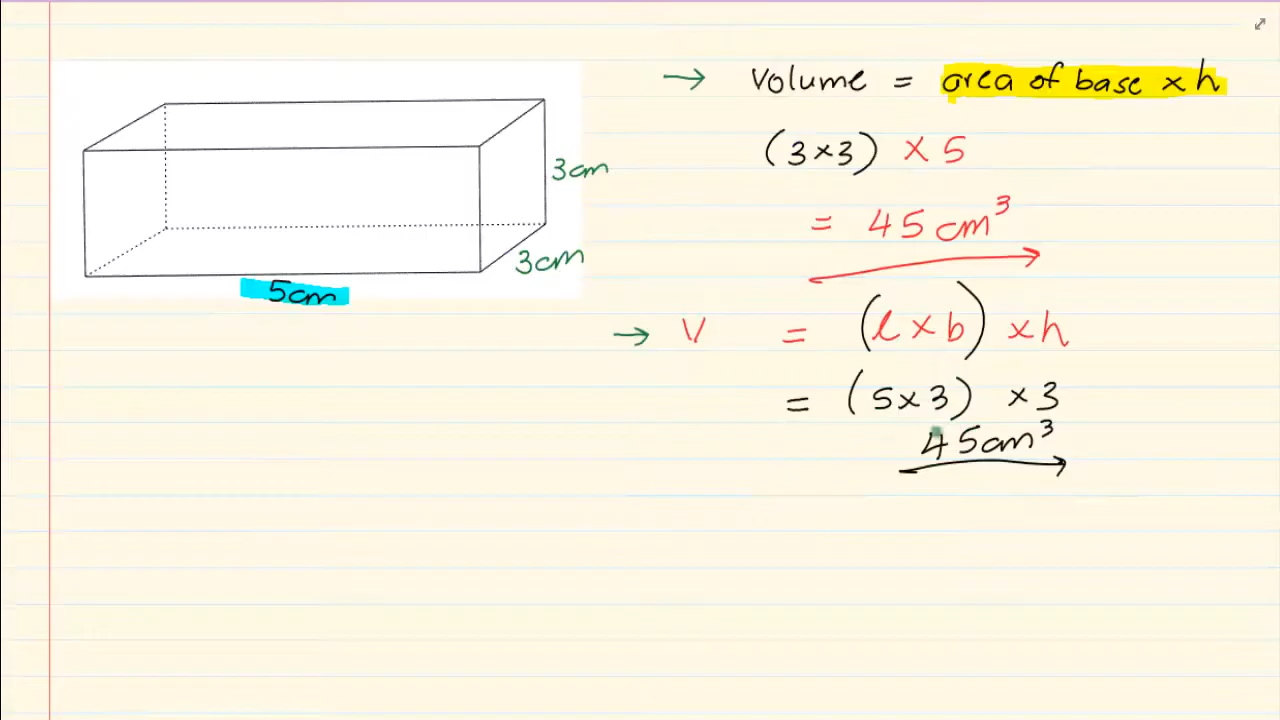 3cm
3cm
5cm
→ Volume = area of base × h
(3×3) × 5
= 45 cm³
→ V = (l × b) × h
= (5 × 3) × 3
45cm³